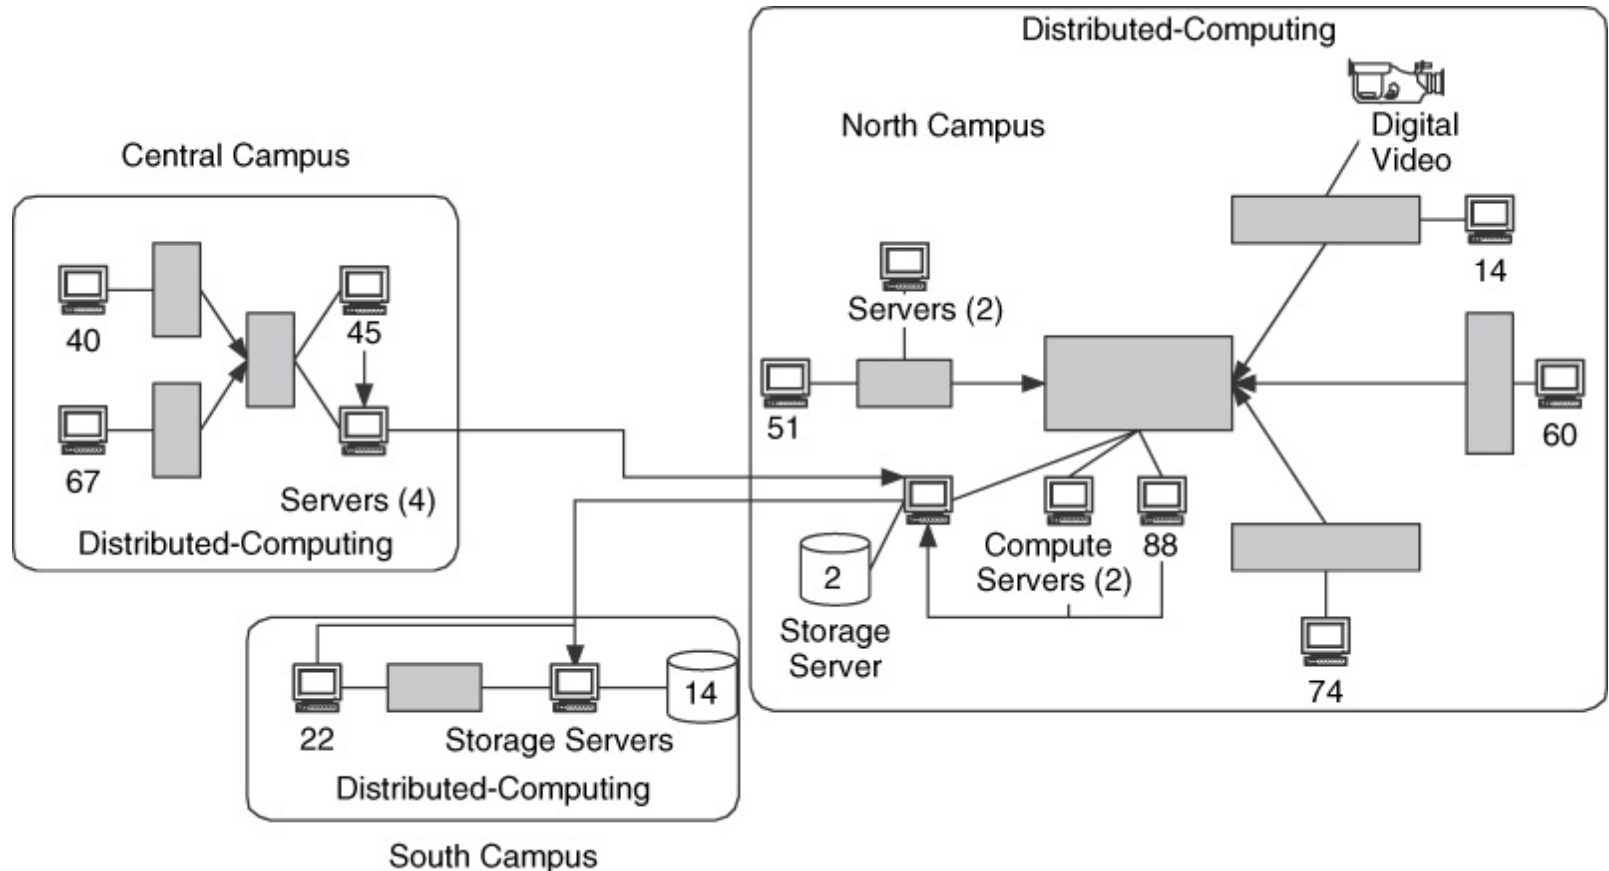 Distributed-Computing
North Campus
Digital
Video
14
Servers (2)
51
60
88
Compute
Servers (2)
2
Storage
Server
74
Central Campus
40
45
67
Servers (4)
Distributed-Computing
14
22
Storage Servers
Distributed-Computing
South Campus